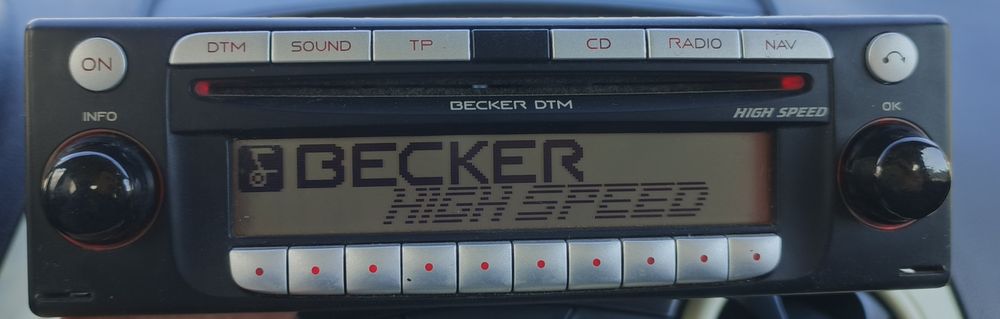 ON
DTM SOUND TP CD RADIO NAV
BECKER DTM
HIGH SPEED
INFO
OK
BECKER
HIGH SPEED